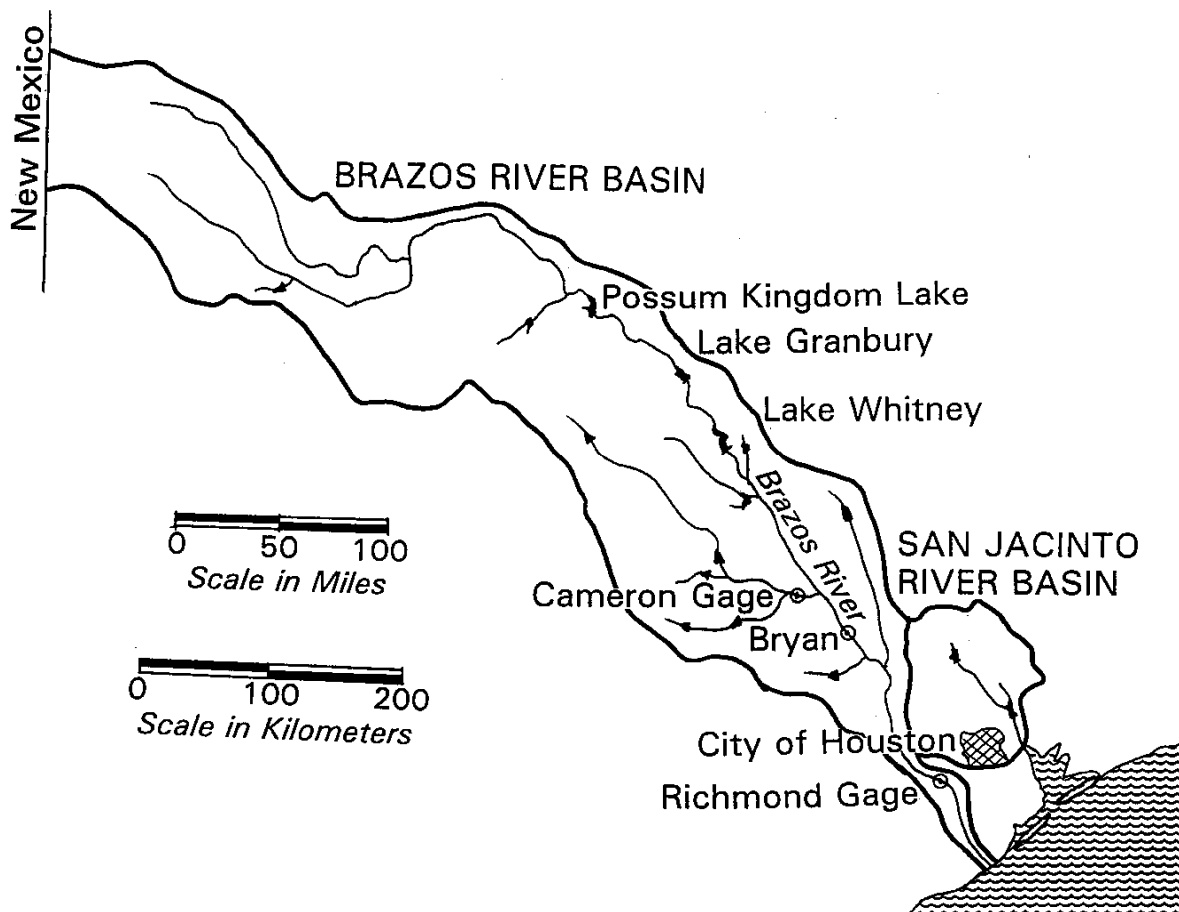 New Mexico
BRAZOS RIVER BASIN
Possum Kingdom Lake
Lake Granbury
Lake Whitney
Brazos River
SAN JACINTO
RIVER BASIN
0 50 100
Scale in Miles
Cameron Gage
Bryan
0 100 200
Scale in Kilometers
City of Houston
Richmond Gage